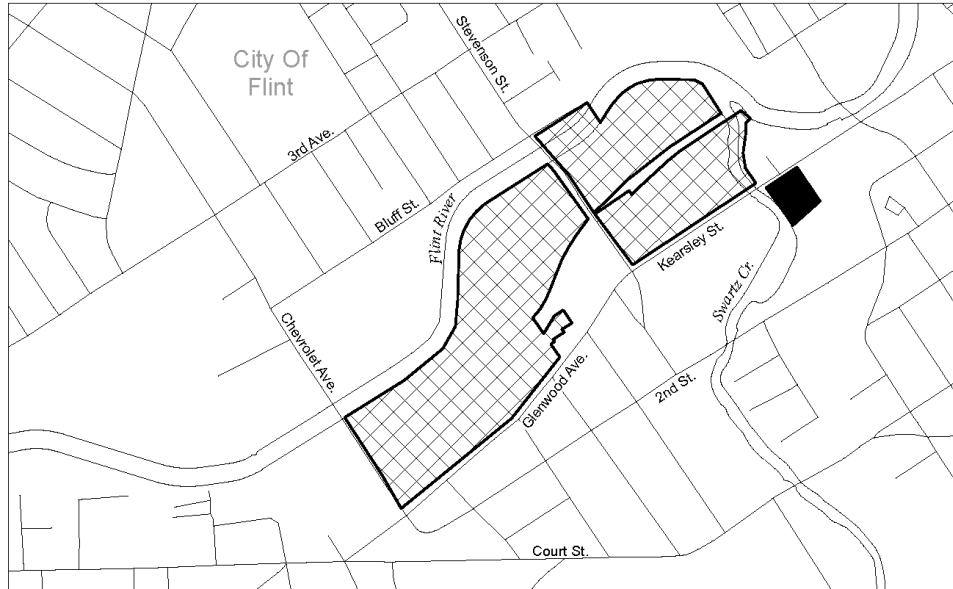 City Of
Flint
Stevenson St.
3rd Ave.
Bluff St.
Flint River
Kearsley St.
Swartz Cr.
Chevrolet Ave.
Glenwood Ave.
2nd St.
Court St.